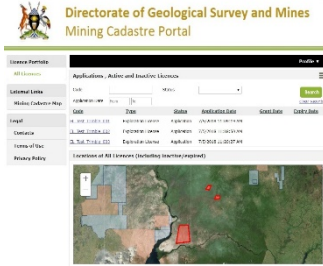 Directorate of Geological Survey and Mines
Mining Cadastre Portal
Profile
Licence Portfolio
All Licences
External Links
Mining Cadastre Map
Legal
Contacts
Terms of Use
Privacy Policy
Applications, Active and Inactive Licences
Code
Status
Search
Application Date
Code Type Status Application Date Grant Date Expiry Date
Exploration Licence Application
Exploration Licence Application
Exploration Licence Application
Locations of All Licences (including inactive/expired)
+